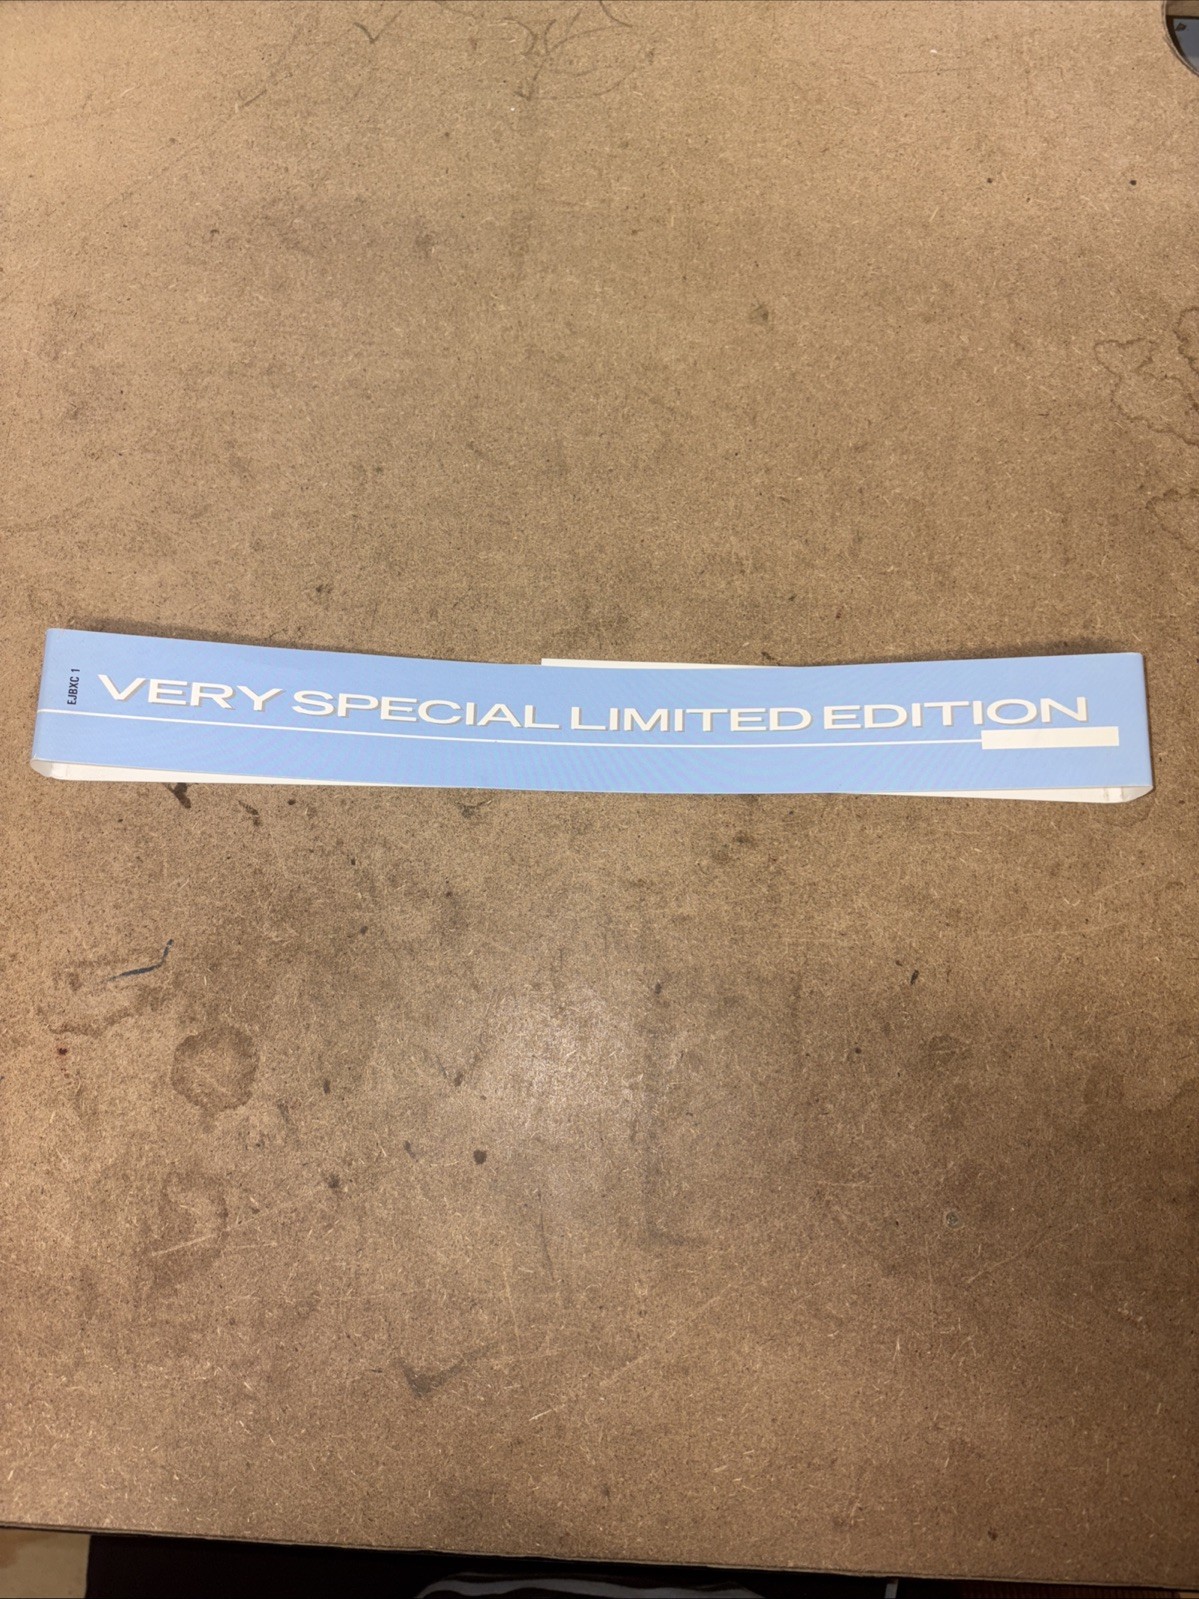 EJBXC 1
VERY SPECIAL LIMITED EDITION